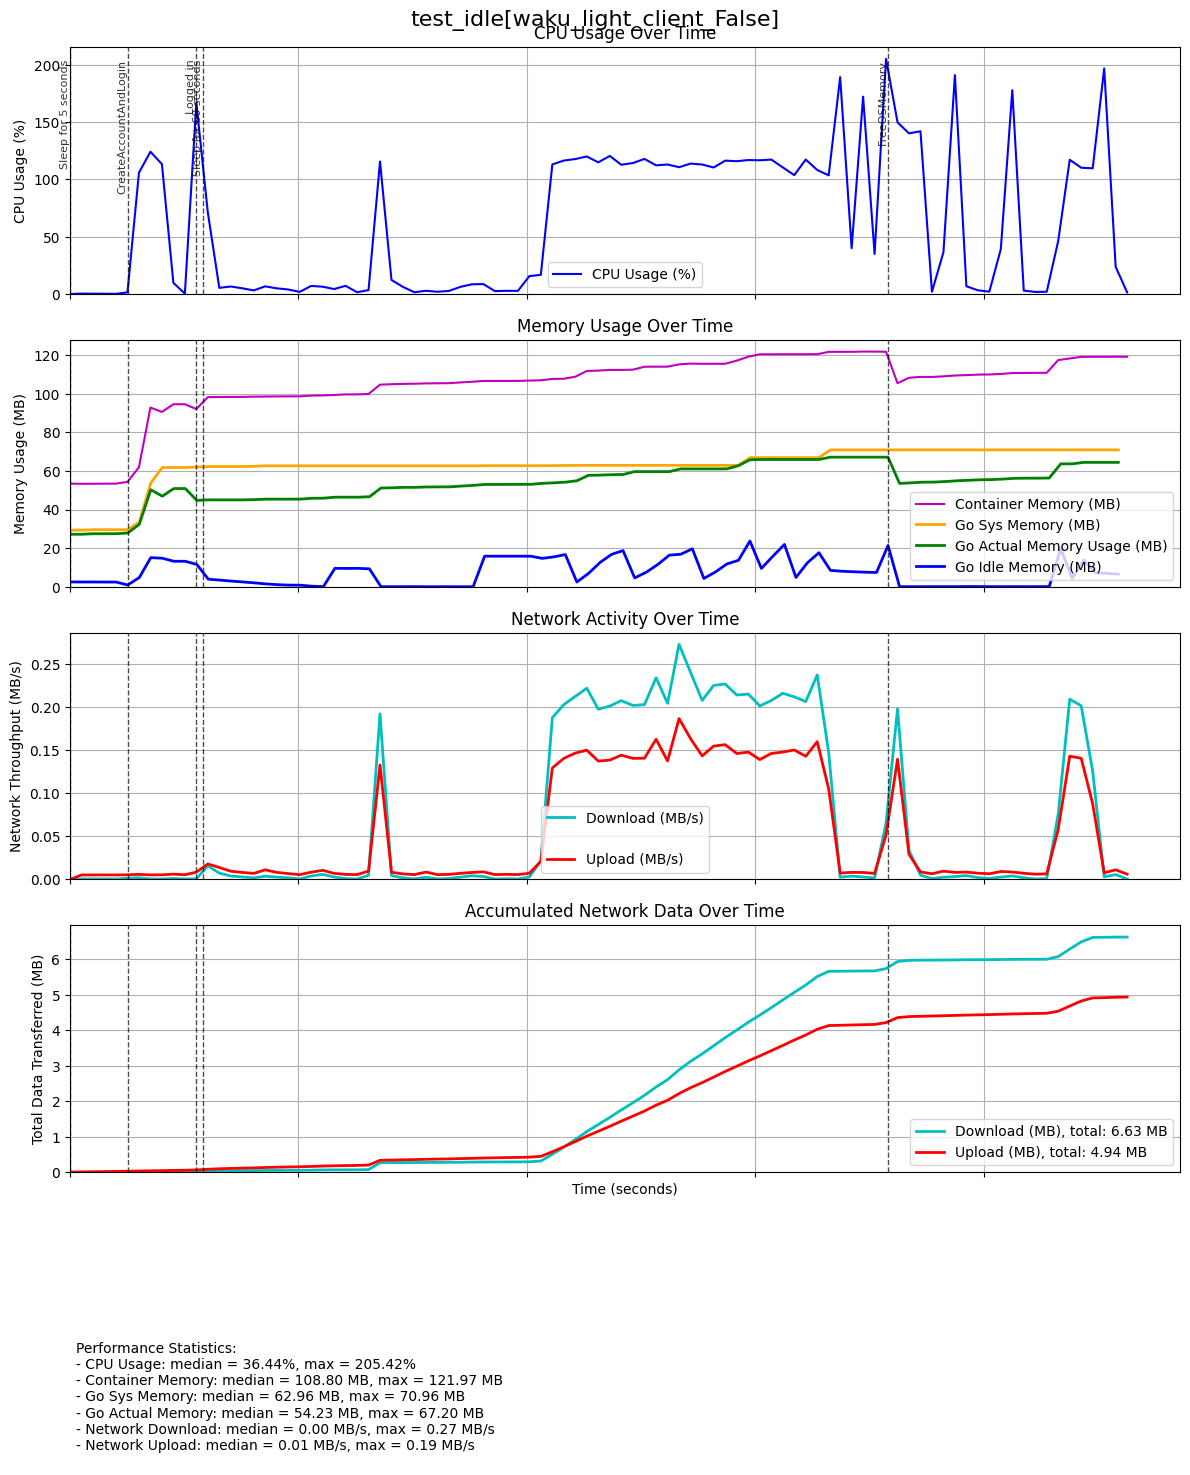 test_idle[waku_light_client_False]
CPU Usage Over Time
CPU Usage (%)
200
150
100
50
0
Sleep for 5 seconds
CreateAccountAndLogin
Logged in
Sleep for 60 seconds
FreeOSMemory
CPU Usage (%)
Memory Usage Over Time
Memory Usage (MB)
120
100
80
60
40
20
0
Container Memory (MB)
Go Sys Memory (MB)
Go Actual Memory Usage (MB)
Go Idle Memory (MB)
Network Activity Over Time
Network Throughput (MB/s)
0.25
0.20
0.15
0.10
0.05
0.00
Download (MB/s)
Upload (MB/s)
Accumulated Network Data Over Time
Total Data Transferred (MB)
6
5
4
3
2
1
0
Download (MB), total: 6.63 MB
Upload (MB), total: 4.94 MB
Time (seconds)
Performance Statistics:
- CPU Usage: median = 36.44%, max = 205.42%
- Container Memory: median = 108.80 MB, max = 121.97 MB
- Go Sys Memory: median = 62.96 MB, max = 70.96 MB
- Go Actual Memory: median = 54.23 MB, max = 67.20 MB
- Network Download: median = 0.00 MB/s, max = 0.27 MB/s
- Network Upload: median = 0.01 MB/s, max = 0.19 MB/s